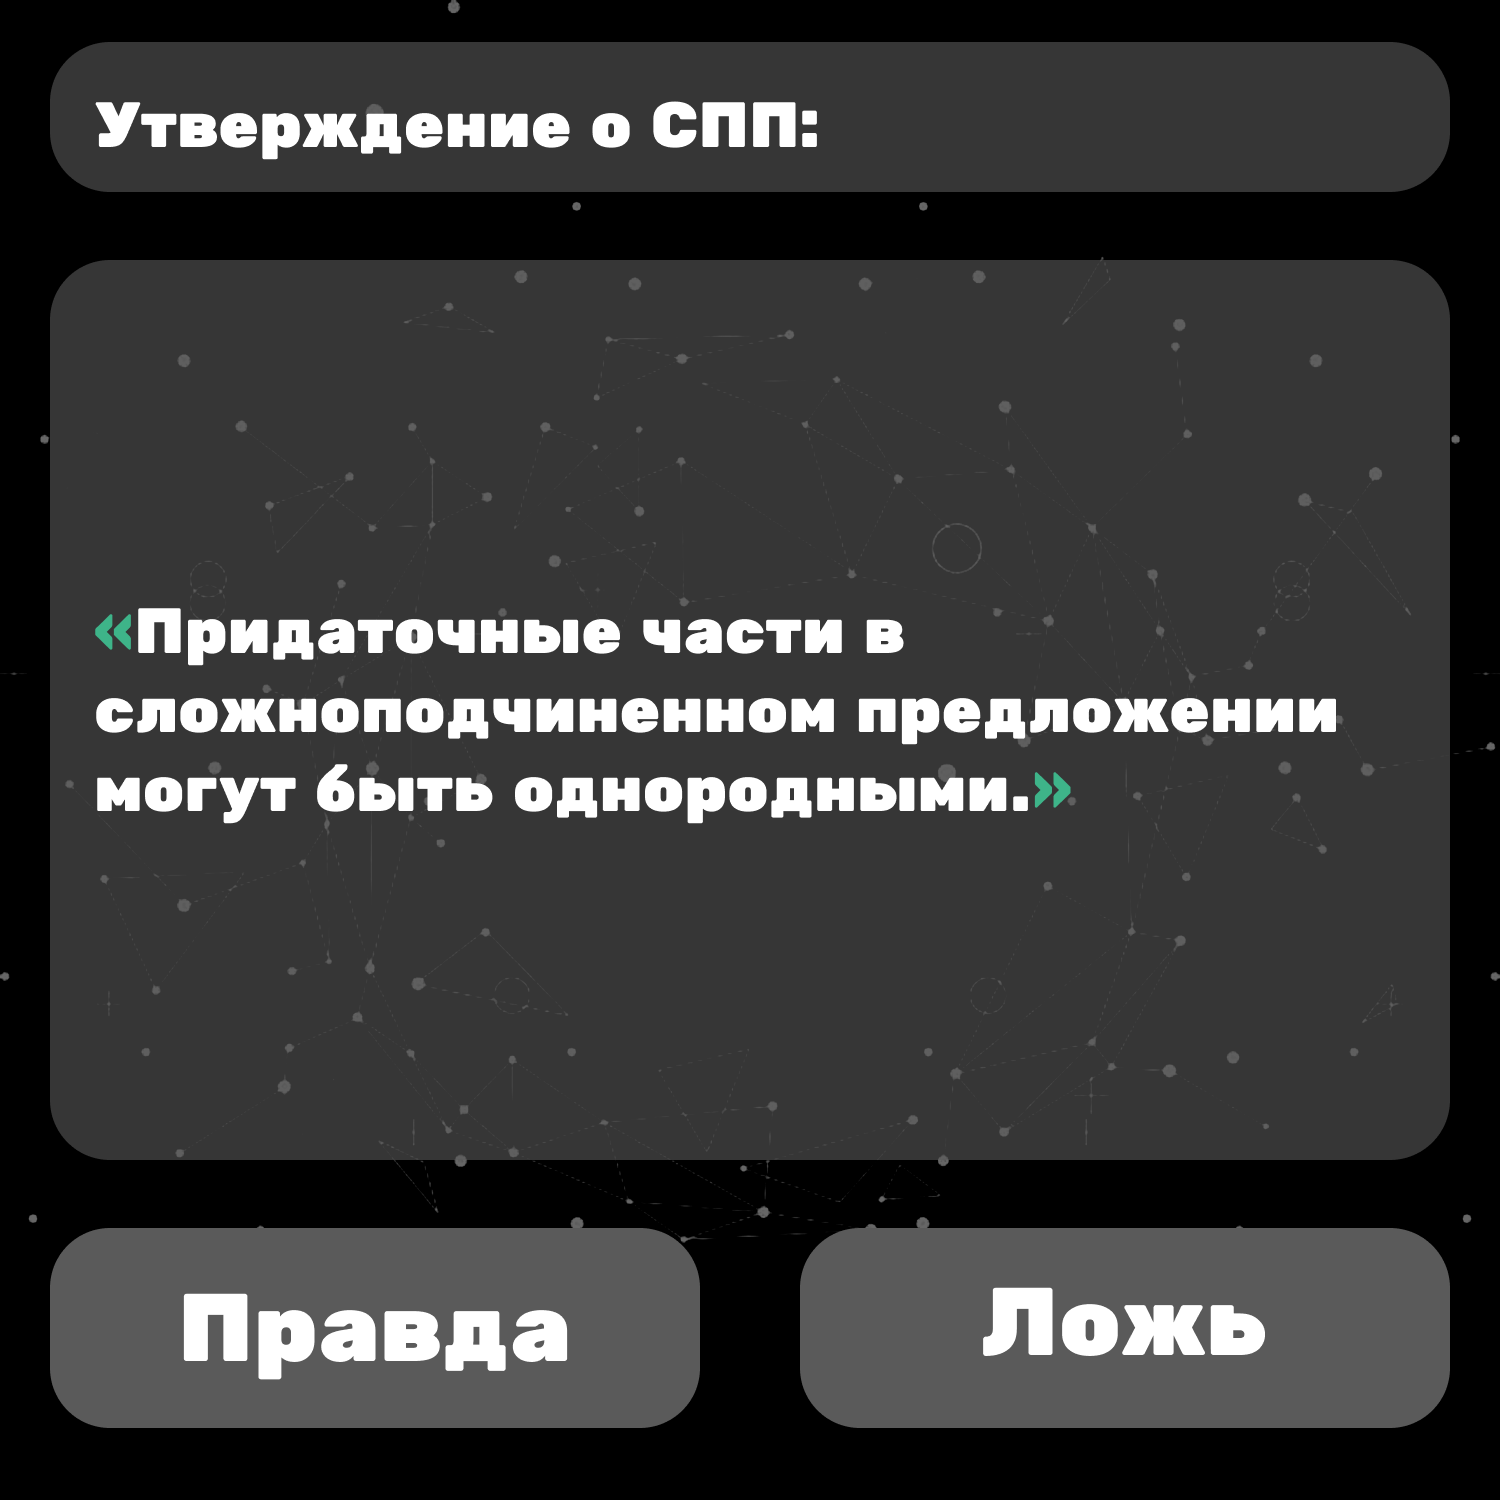 Утверждение о СПП:
«Придаточные части в
сложноподчиненном предложении
могут быть однородными.»
Правда
Ложь